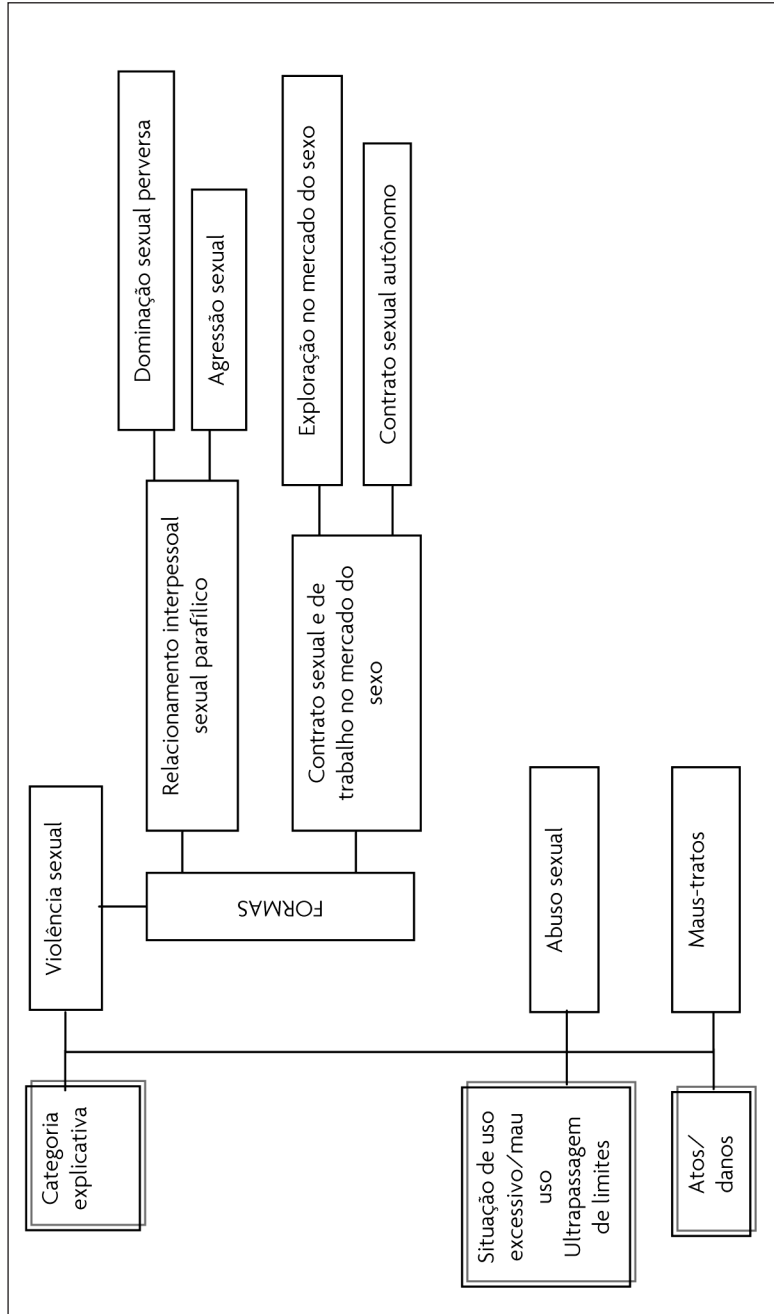 Categoria
explicativa
Violência sexual
FORMAS
Relacionamento interpessoal
sexual parafílico
Dominação sexual perversa
Agressão sexual
Contrato sexual e de
trabalho no mercado do
sexo
Exploração no mercado do sexo
Contrato sexual autônomo
Situação de uso
excessivo/mau
uso
Ultrapassagem
de limites
Abuso sexual
Atos/
danos
Maus-tratos